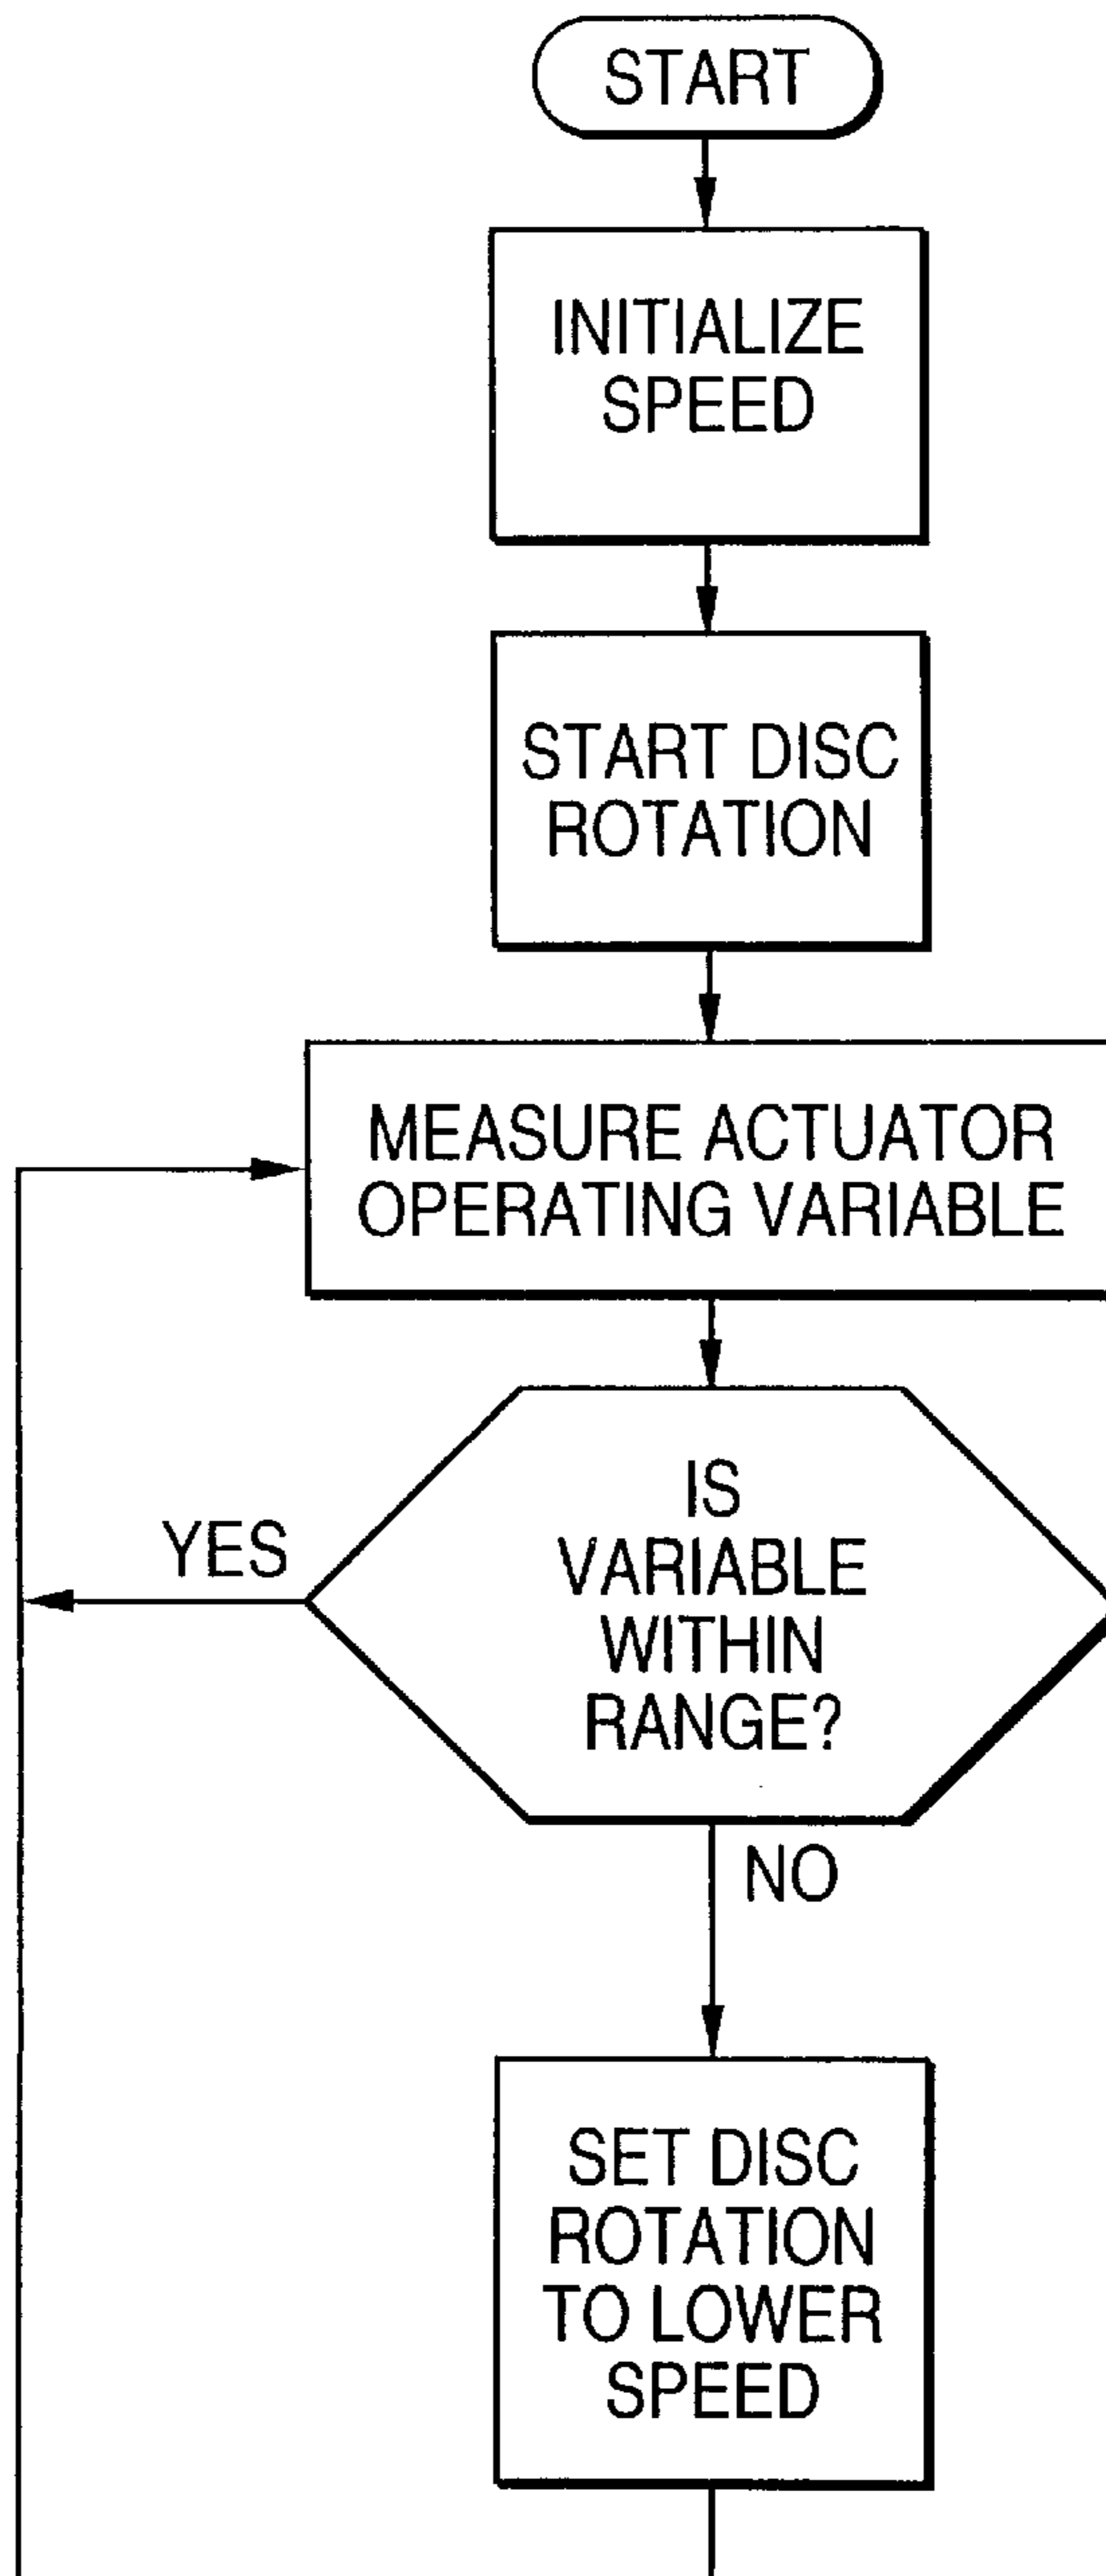 START
INITIALIZE
SPEED
START DISC
ROTATION
MEASURE ACTUATOR
OPERATING VARIABLE
IS
VARIABLE
WITHIN
RANGE?
YES
NO
SET DISC
ROTATION
TO LOWER
SPEED